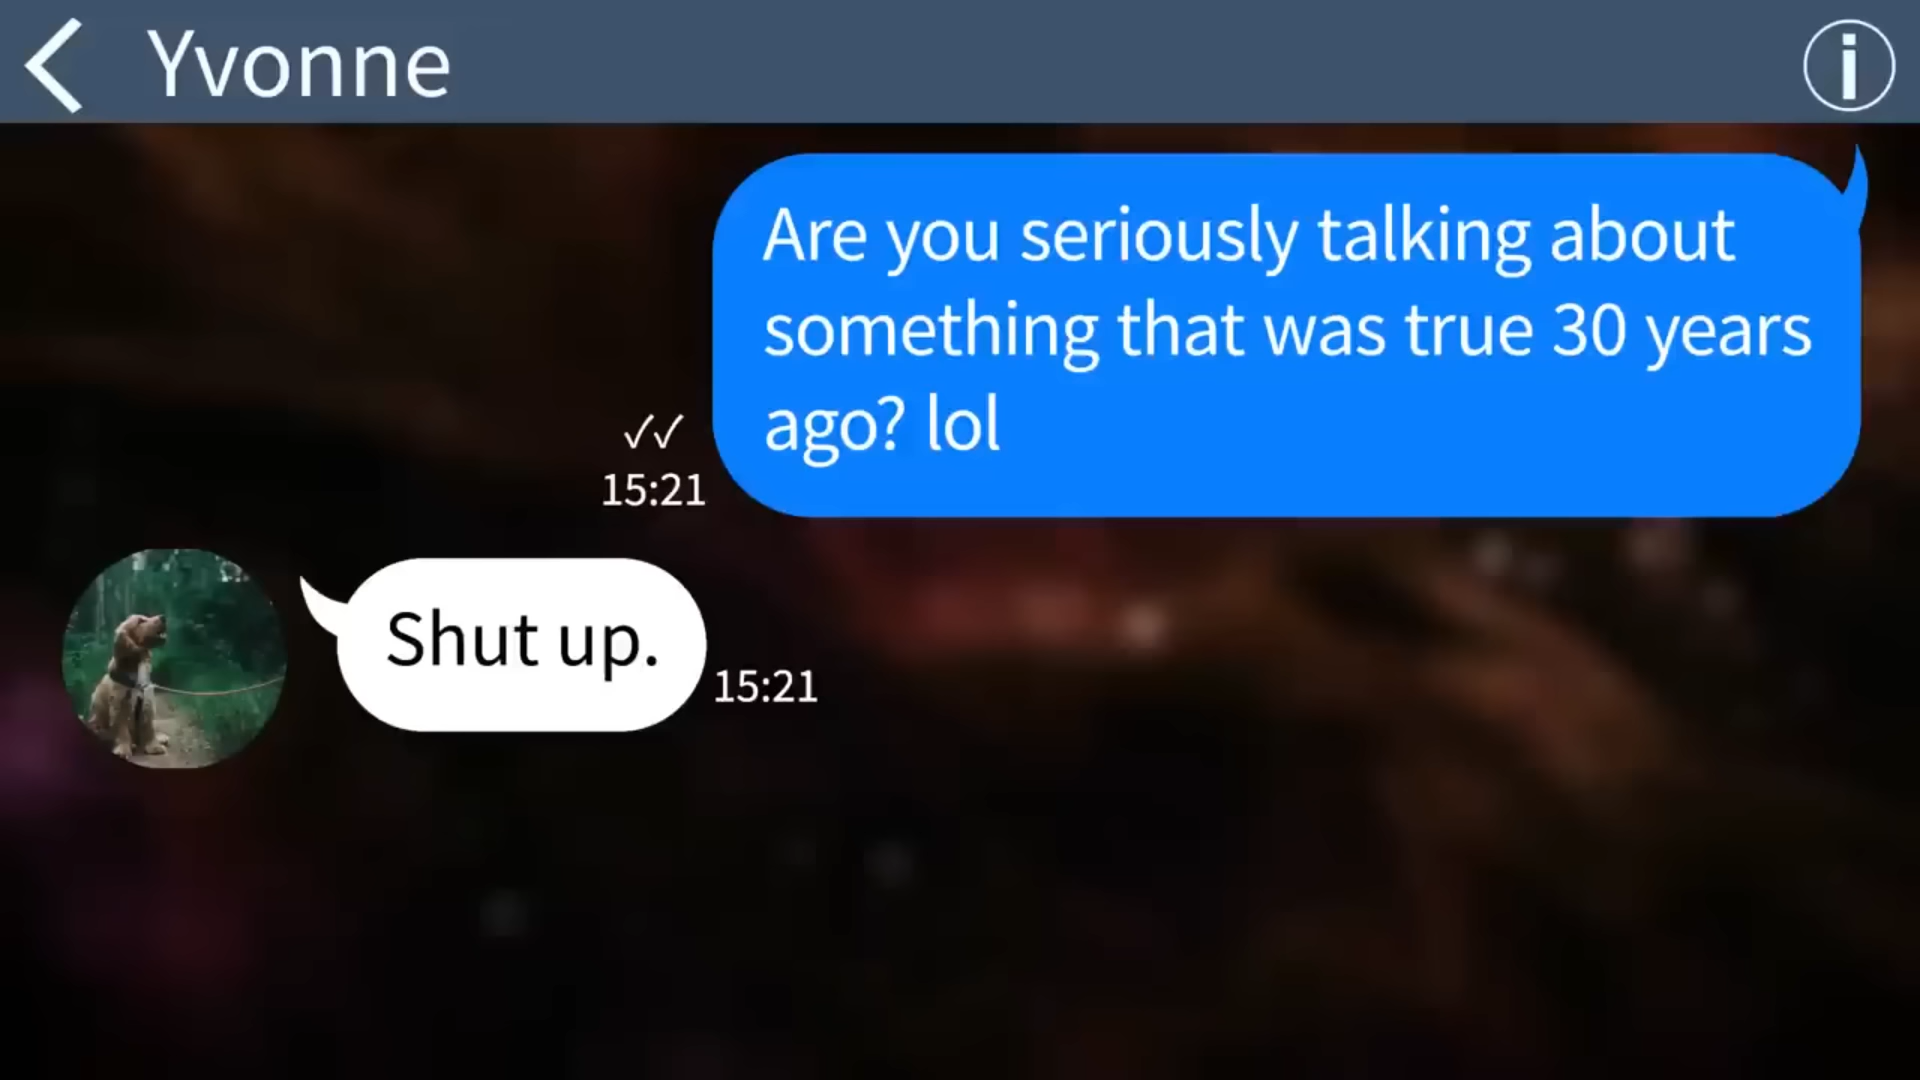 Yvonne
Are you seriously talking about
something that was true 30 years
ago? lol
✓✓
15:21
Shut up.
15:21